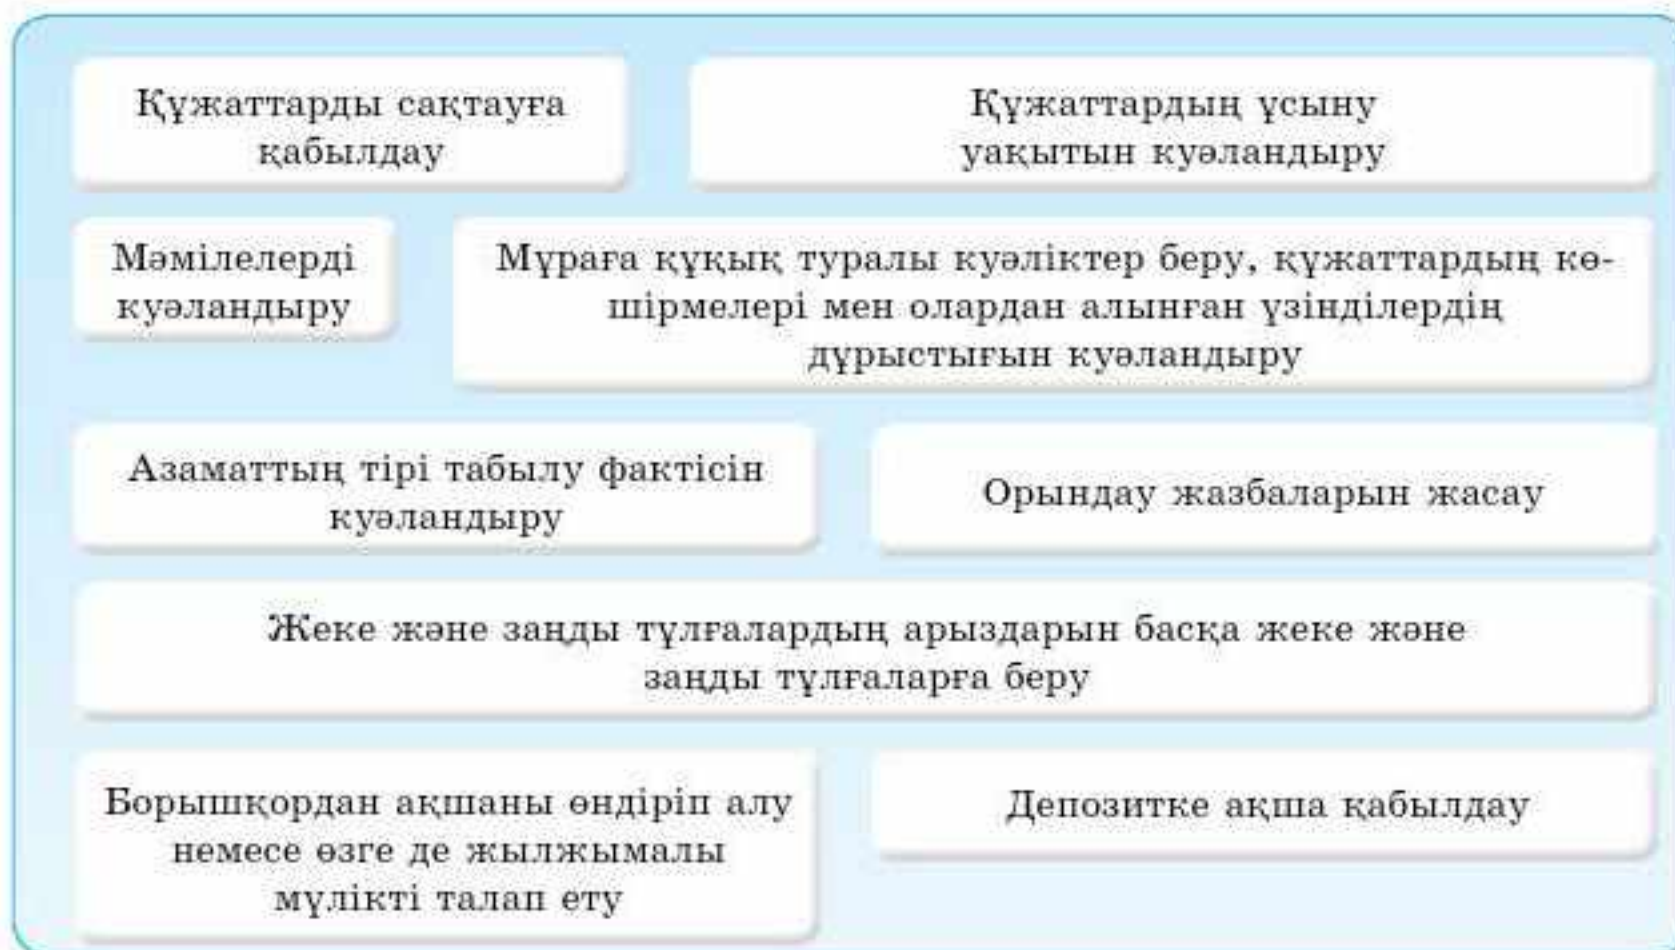 Құжаттарды сақтауға
қабылдау
Құжаттардың ұсыну
уақытын куәландыру
Мәмілелерді
куәландыру
Мұраға құқық туралы куәліктер беру, құжаттардың кө-
шірмелері мен олардан алынған үзінділердің
дұрыстығын куәландыру
Азаматтың тірі табылу фактісін
куәландыру
Орындау жазбаларын жасау
Жеке және заңды тұлғалардың арыздарын басқа жеке және
заңды тұлғаларға беру
Борышқордан ақшаны өндіріп алу
немесе өзге де жылжымалы
мүлікті талап ету
Депозитке ақша қабылдау